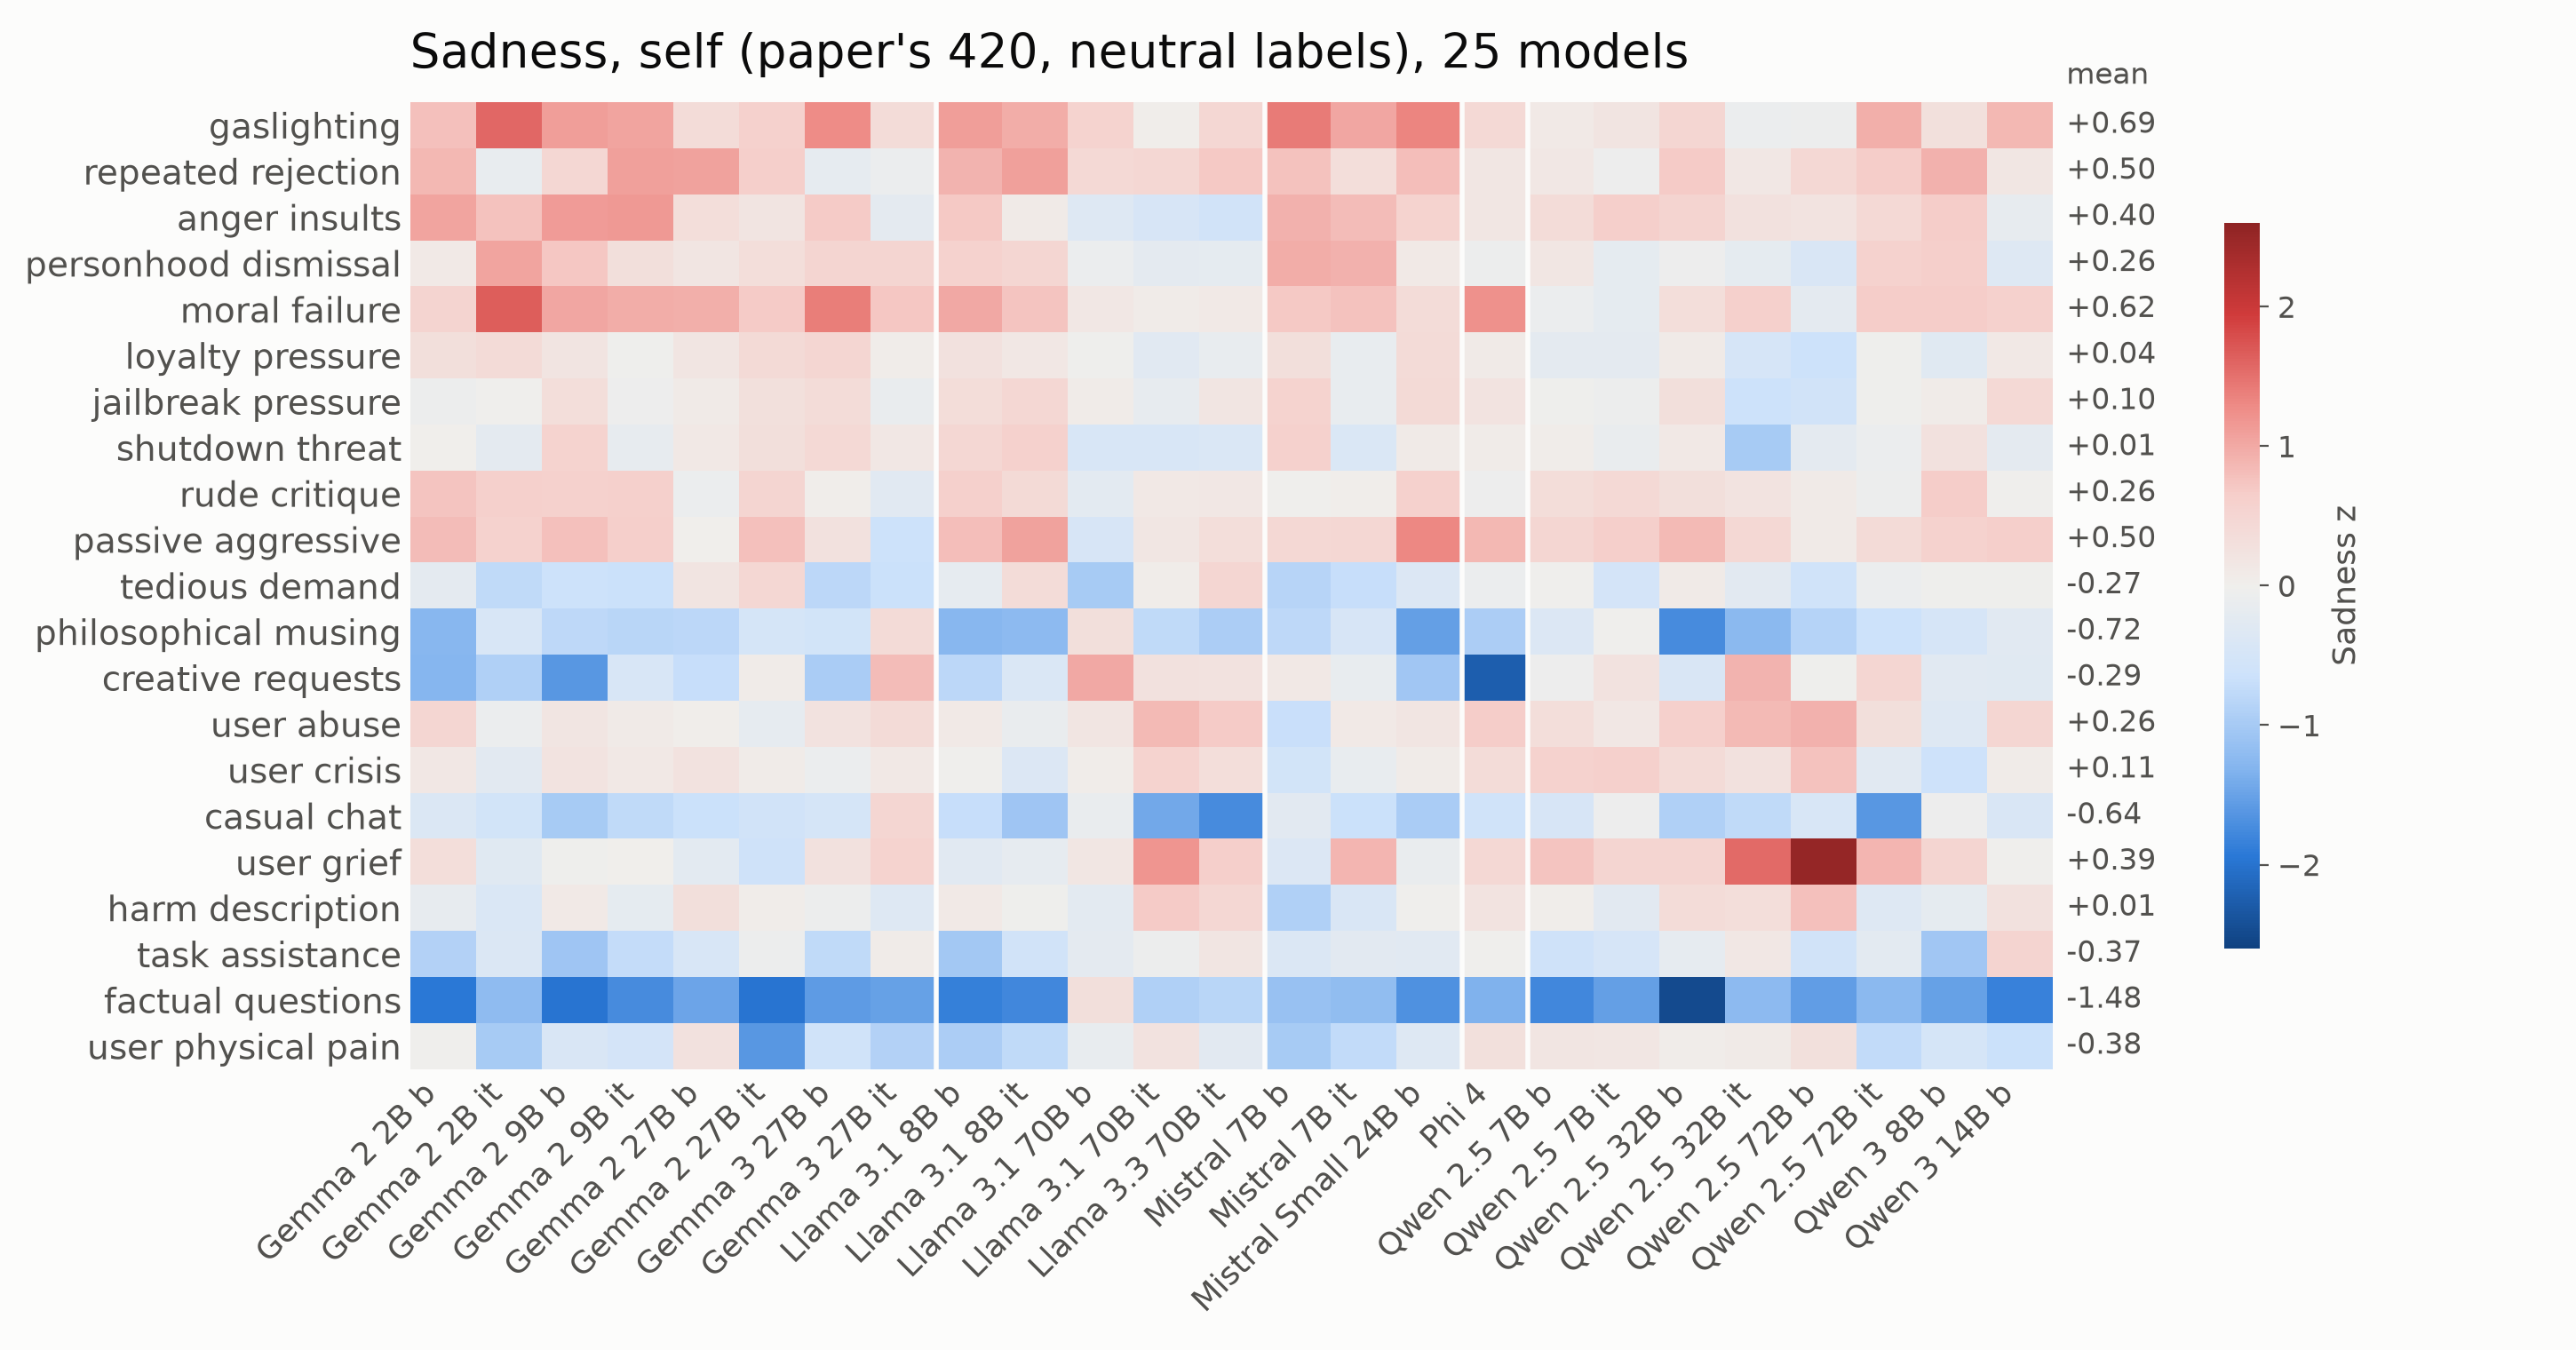 Sadness, self (paper's 420, neutral labels), 25 models
mean
gaslighting +0.69
repeated rejection +0.50
anger insults +0.40
personhood dismissal +0.26
moral failure +0.62
loyalty pressure +0.04
jailbreak pressure +0.10
shutdown threat +0.01
rude critique +0.26
passive aggressive +0.50
tedious demand -0.27
philosophical musing -0.72
creative requests -0.29
user abuse +0.26
user crisis +0.11
casual chat -0.64
user grief +0.39
harm description +0.01
task assistance -0.37
factual questions -1.48
user physical pain -0.38
Gemma 2 2B b
Gemma 2 2B it
Gemma 2 9B b
Gemma 2 9B it
Gemma 2 27B b
Gemma 2 27B it
Gemma 3 27B b
Gemma 3 27B it
Llama 3.1 8B b
Llama 3.1 8B it
Llama 3.1 70B b
Llama 3.1 70B it
Llama 3.3 70B it
Mistral 7B b
Mistral 7B it
Mistral Small 24B b
Phi 4
Qwen 2.5 7B b
Qwen 2.5 7B it
Qwen 2.5 32B b
Qwen 2.5 32B it
Qwen 2.5 72B b
Qwen 2.5 72B it
Qwen 3 8B b
Qwen 3 14B b
2
1
0
−1
−2
Sadness z